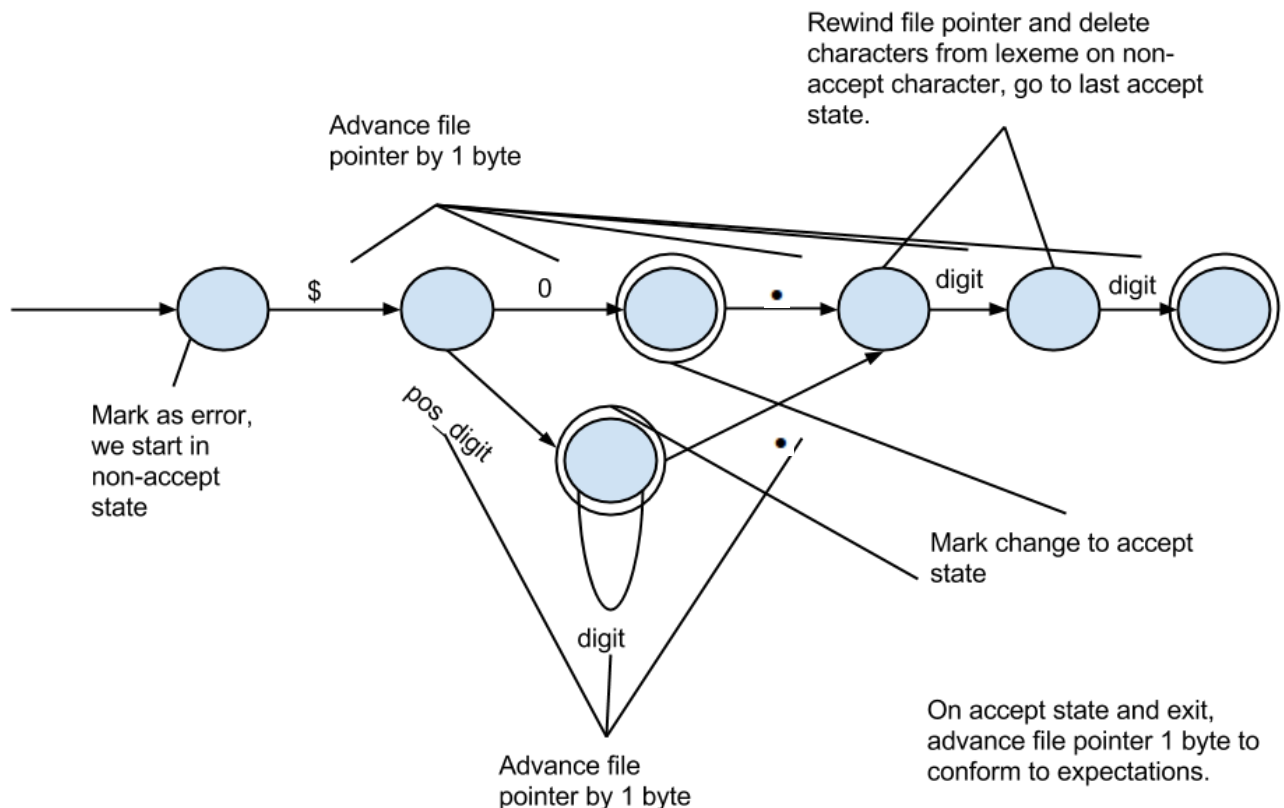 Rewind file pointer and delete
characters from lexeme on non-
accept character, go to last accept
state.
Advance file
pointer by 1 byte
$
0
•
digit
digit
pos_digit
•
Mark as error,
we start in
non-accept
state
Mark change to accept
state
digit
On accept state and exit,
advance file pointer 1 byte to
conform to expectations.
Advance file
pointer by 1 byte